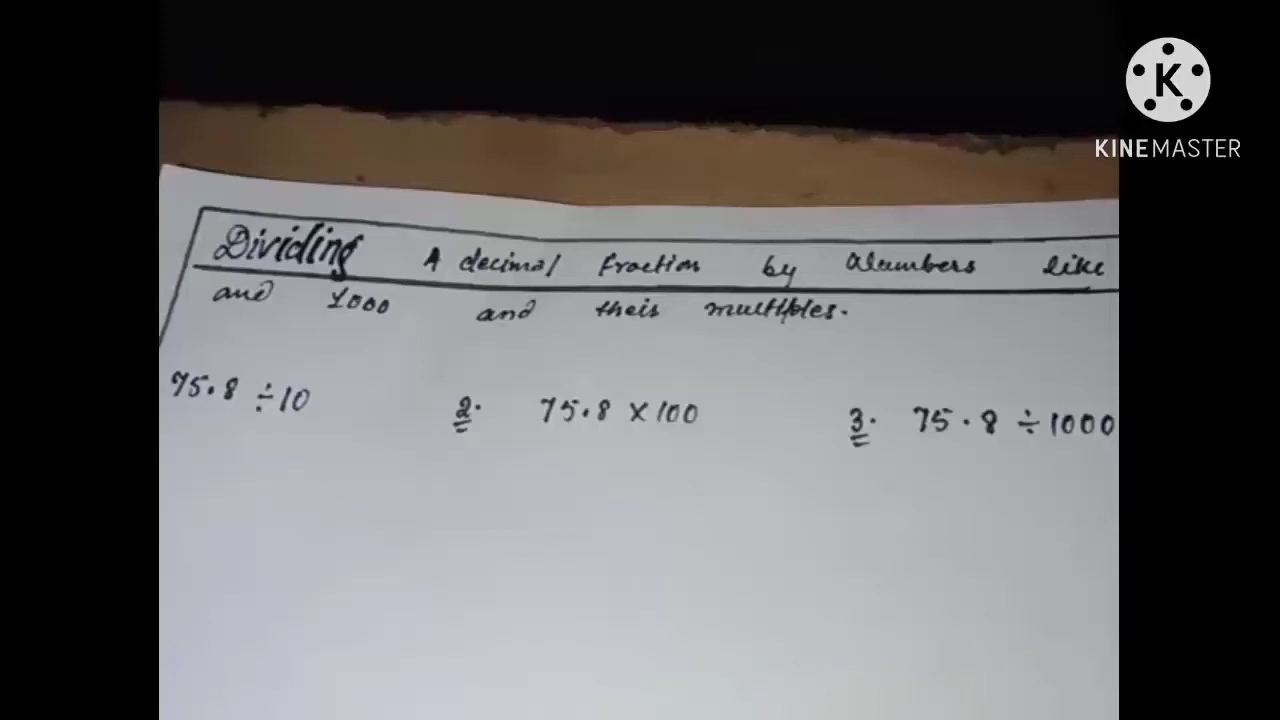 KINEMASTER
Dividing A decimal fraction by Numbers like
and 1000 and their multiples.
75.8 ÷10 2. 75.8 × 100 3. 75.8 ÷ 1000